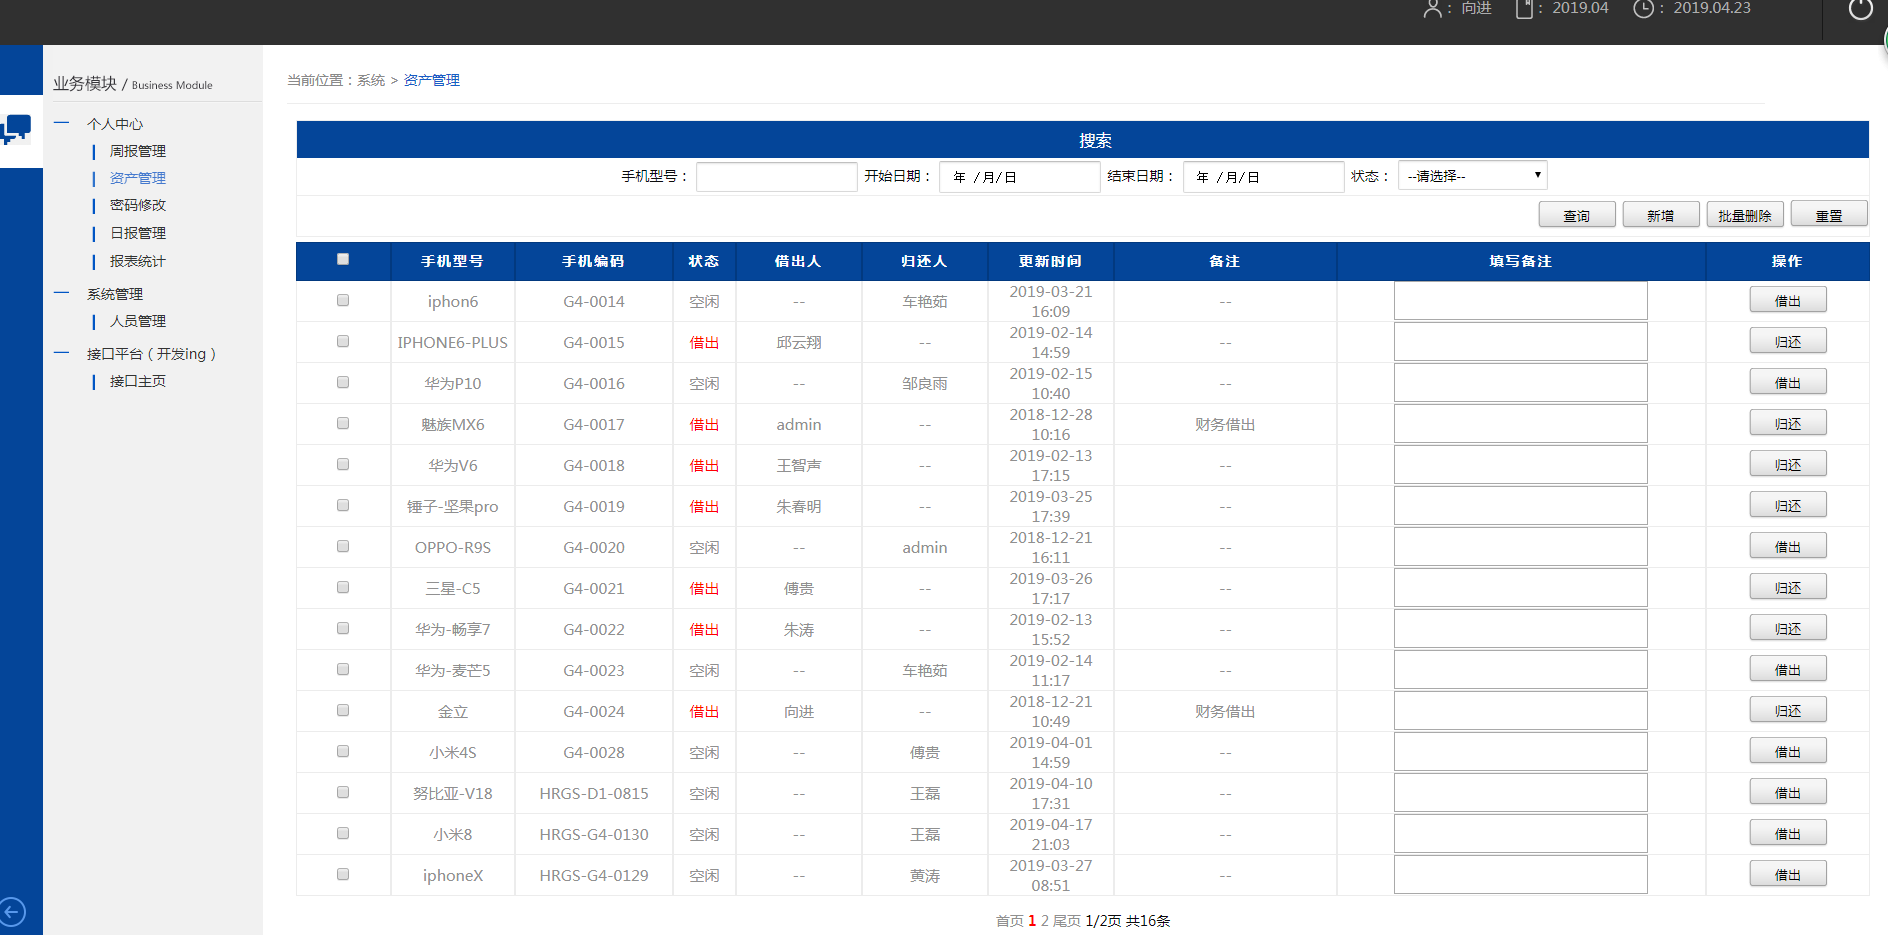 ： 向进 ： 2019.04 ： 2019.04.23
业务模块 / Business Module
个人中心
周报管理
资产管理
密码修改
日报管理
报表统计
系统管理
人员管理
接口平台（开发ing）
接口主页
当前位置：系统 > 资产管理
搜索
手机型号： 开始日期： 年 /月/日 结束日期： 年 /月/日 状态： --请选择--
查询 新增 批量删除 重置
手机型号 手机编码 状态 借出人 归还人 更新时间 备注 填写备注 操作
iphon6 G4-0014 空闲 -- 车艳茹 2019-03-21 16:09 -- 借出
IPHONE6-PLUS G4-0015 借出 邱云翔 -- 2019-02-14 14:59 -- 归还
华为P10 G4-0016 空闲 -- 邹良雨 2019-02-15 10:40 -- 借出
魅族MX6 G4-0017 借出 admin -- 2018-12-28 10:16 财务借出 归还
华为V6 G4-0018 借出 王智声 -- 2019-02-13 17:15 -- 归还
锤子-坚果pro G4-0019 借出 朱春明 -- 2019-03-25 17:39 -- 归还
OPPO-R9S G4-0020 空闲 -- admin 2018-12-21 16:11 -- 借出
三星-C5 G4-0021 借出 傅贵 -- 2019-03-26 17:17 -- 归还
华为-畅享7 G4-0022 借出 朱涛 -- 2019-02-13 15:52 -- 归还
华为-麦芒5 G4-0023 空闲 -- 车艳茹 2019-02-14 11:17 -- 借出
金立 G4-0024 借出 向进 -- 2018-12-21 10:49 财务借出 归还
小米4S G4-0028 空闲 -- 傅贵 2019-04-01 14:59 -- 借出
努比亚-V18 HRGS-D1-0815 空闲 -- 王磊 2019-04-10 17:31 -- 借出
小米8 HRGS-G4-0130 空闲 -- 王磊 2019-04-17 21:03 -- 借出
iphoneX HRGS-G4-0129 空闲 -- 黄涛 2019-03-27 08:51 -- 借出
首页 1 2 尾页 1/2页 共16条